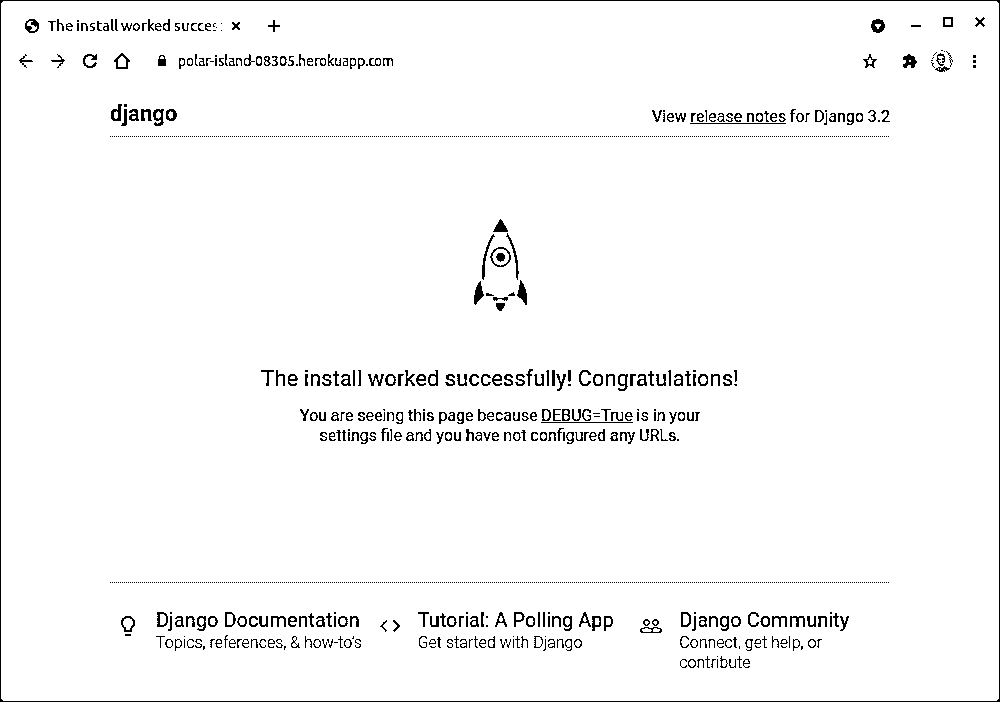 The install worked succes
polar-island-08305.herokuapp.com
django
View release notes for Django 3.2
The install worked successfully! Congratulations!
You are seeing this page because DEBUG=True is in your
settings file and you have not configured any URLs.
Django Documentation
Topics, references, & how-to's
Tutorial: A Polling App
Get started with Django
Django Community
Connect, get help, or
contribute